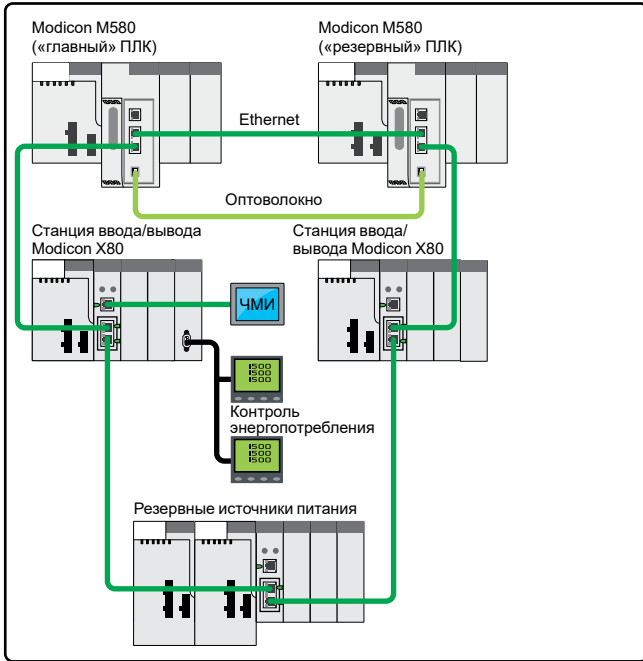 Modicon M580
(«главный» ПЛК)
Modicon M580
(«резервный» ПЛК)
Ethernet
Оптоволокно
Станция ввода/вывода
Modicon X80
Станция ввода/
вывода Modicon X80
ЧМИ
1500
1500
1500
Контроль
энергопотребления
1500
1500
1500
Резервные источники питания